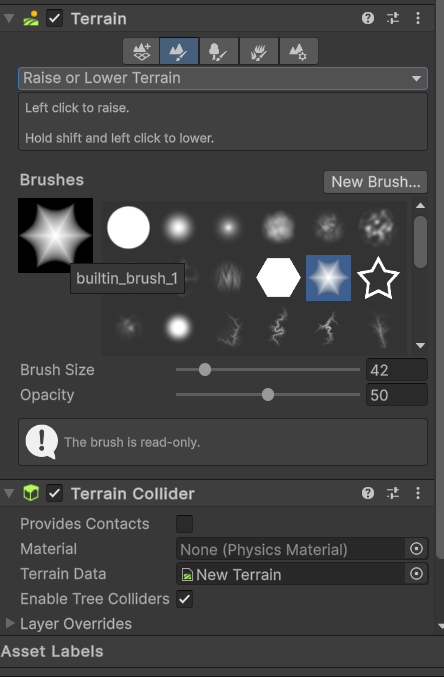 Terrain
Raise or Lower Terrain
Left click to raise.
Hold shift and left click to lower.
Brushes
New Brush...
builtin_brush_1
Brush Size 42
Opacity 50
The brush is read-only.
Terrain Collider
Provides Contacts
Material None (Physics Material)
Terrain Data New Terrain
Enable Tree Colliders
Layer Overrides
Asset Labels